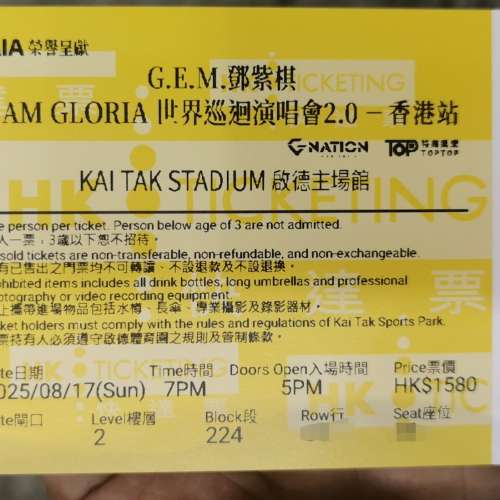 IA 榮譽呈獻
G.E.M.鄧紫棋
AM GLORIA 世界巡迴演唱會2.0 – 香港站
G NATION TOP 特高娛樂 TOPTOP
KAI TAK STADIUM 啟德主場館
HK TICKETING
e person per ticket. Person below age of 3 are not admitted.
人一票，3歲以下恕不招待。
sold tickets are non-transferable, non-refundable, and non-exchangeable.
有已售出之門票均不可轉讓、不設退款及不設退換。
hibited items includes all drink bottles, long umbrellas and professional
otography or video recording equipment.
止攜帶進場物品包括水樽、長傘、專業攝影及錄影器材。
ket holders must comply with the rules and regulations of Kai Tak Sports Park.
票持有人必須遵守啟德體育園之規則及管制條款。
te日期 Time時間 Doors Open入場時間 Price票價
025/08/17(Sun) 7PM 5PM HK$1580
te閘口 Level樓層 Block段 Row行 Seat座位
2 224